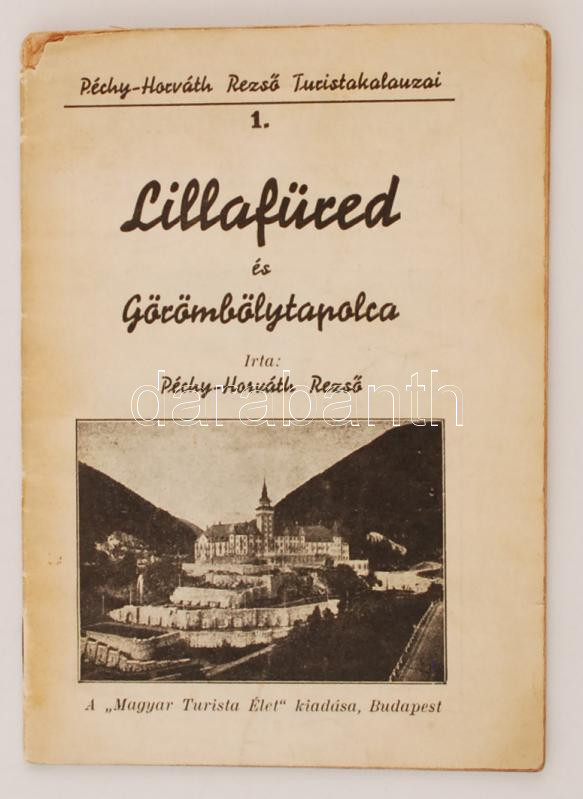 Péchy-Horváth Rezső Turistakalauzai
1.
Lillafüred
és
Görömbölytapolca
Irta:
Péchy-Horváth Rezső
darabanth
A „Magyar Turista Élet“ kiadása, Budapest